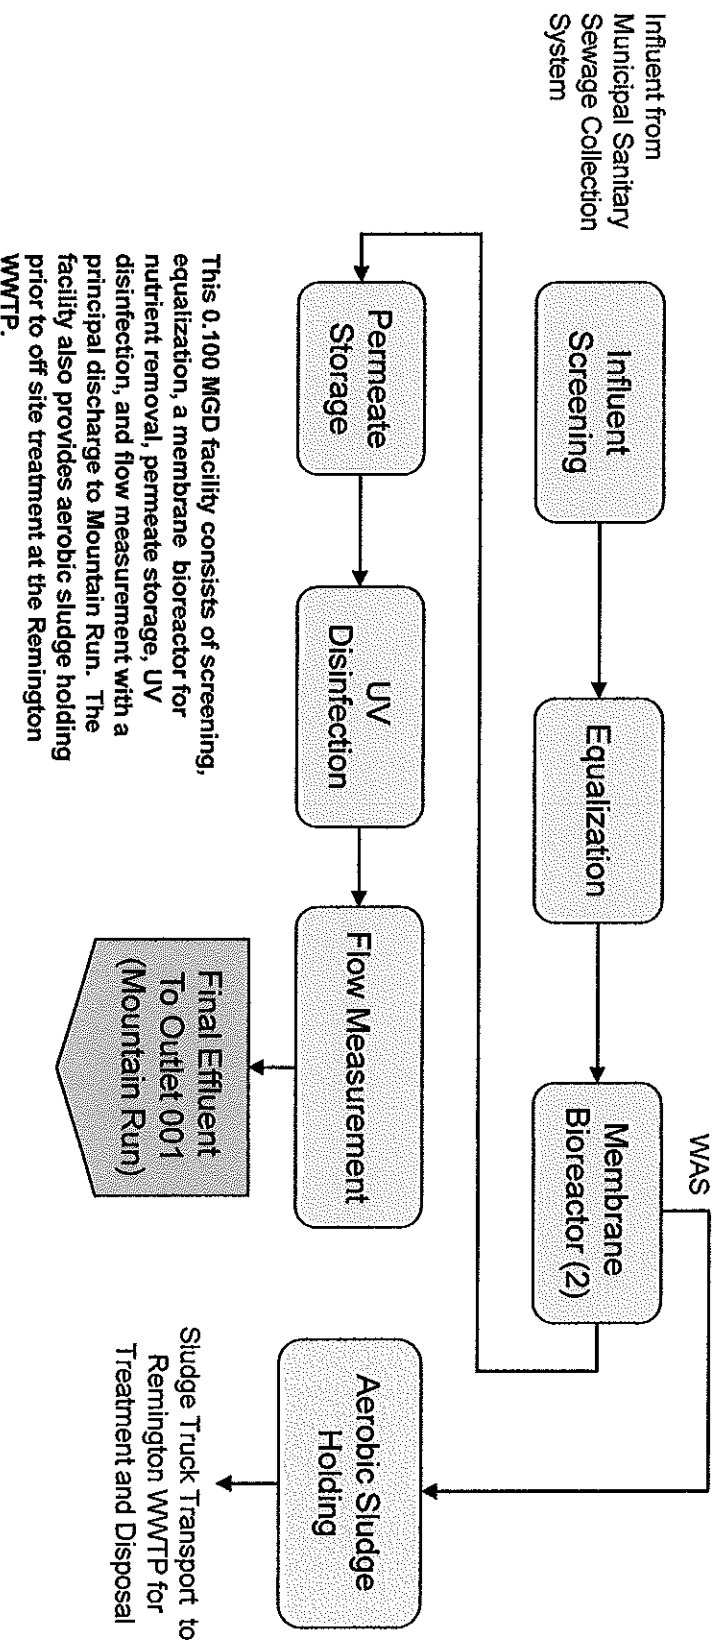 Influent from
Municipal Sanitary
Sewage Collection
System
Influent
Screening
Equalization
Membrane
Bioreactor (2)
WAS
Permeate
Storage
UV
Disinfection
Flow Measurement
Aerobic Sludge
Holding
Final Effluent
To Outlet 001
(Mountain Run)
Sludge Truck Transport to
Remington WWTP for
Treatment and Disposal
This 0.100 MGD facility consists of screening,
equalization, a membrane bioreactor for
nutrient removal, permeate storage, UV
disinfection, and flow measurement with a
principal discharge to Mountain Run. The
facility also provides aerobic sludge holding
prior to off site treatment at the Remington
WWTP.